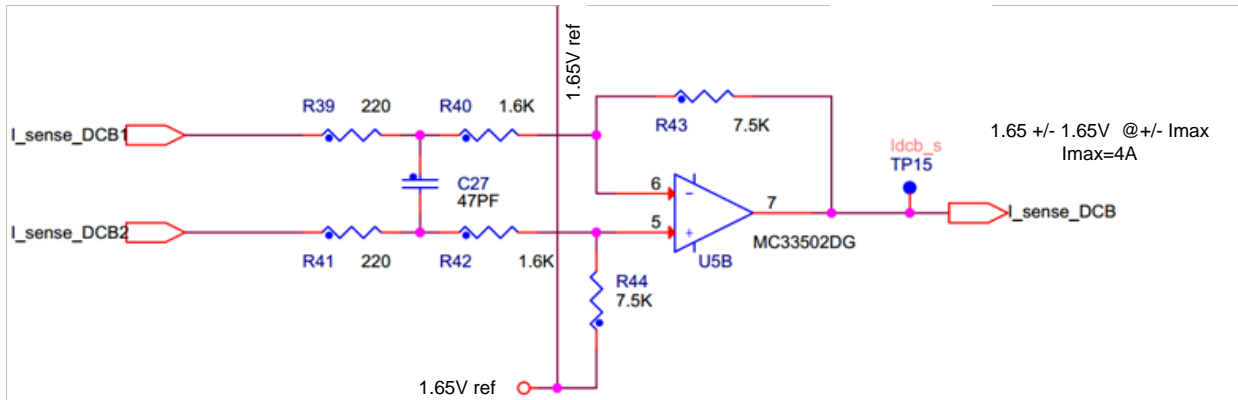 1.65V ref
R39 220 R40 1.6K
I_sense_DCB1
R43 7.5K
1.65 +/- 1.65V @+/- Imax
Imax=4A
Idcb_s
TP15
C27
47PF
6
7
I_sense_DCB
I_sense_DCB2
5
MC33502DG
R41 220 R42 1.6K
U5B
R44
7.5K
1.65V ref